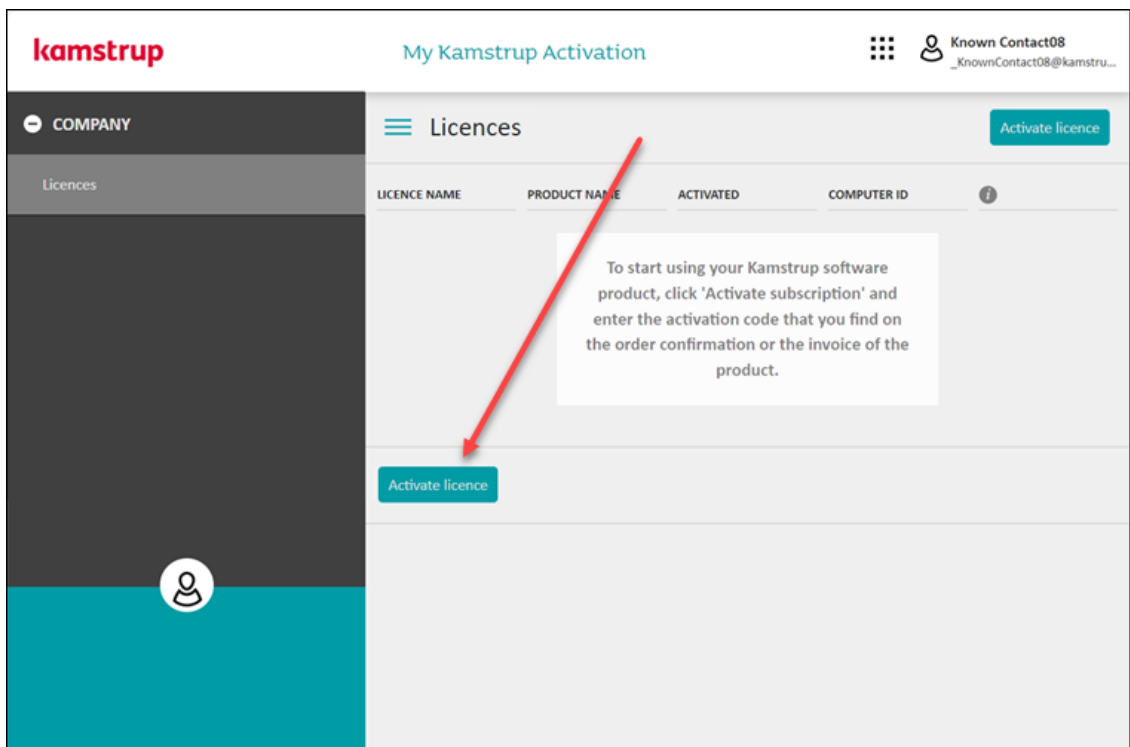 kamstrup
My Kamstrup Activation
Known Contact08
_KnownContact08@kamstru...
COMPANY
Licences
Licences
Activate licence
LICENCE NAME PRODUCT NAME ACTIVATED COMPUTER ID i
To start using your Kamstrup software
product, click 'Activate subscription' and
enter the activation code that you find on
the order confirmation or the invoice of the
product.
Activate licence